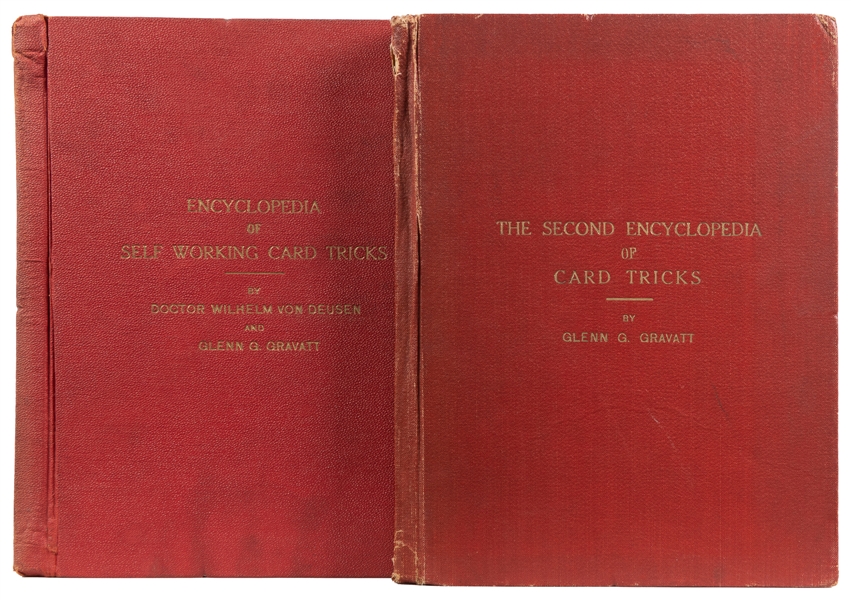 ENCYCLOPEDIA
OF
SELF WORKING CARD TRICKS
BY
DOCTOR WILHELM VON DEUSEN
AND
GLENN G. GRAVATT
THE SECOND ENCYCLOPEDIA
OF
CARD TRICKS
BY
GLENN G. GRAVATT